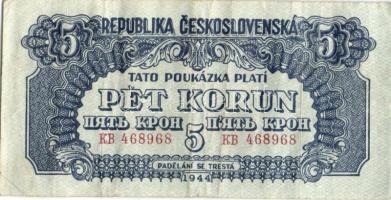 5 REPUBLIKA ČESKOSLOVENSKÁ 5
TATO POUKÁZKA PLATÍ
PĚT KORUN
ПЯТЬ КРОН П'ЯТЬ КРОН
KB 468968 5 KB 468968
PADĚLÁNÍ SE TRESTÁ
1944